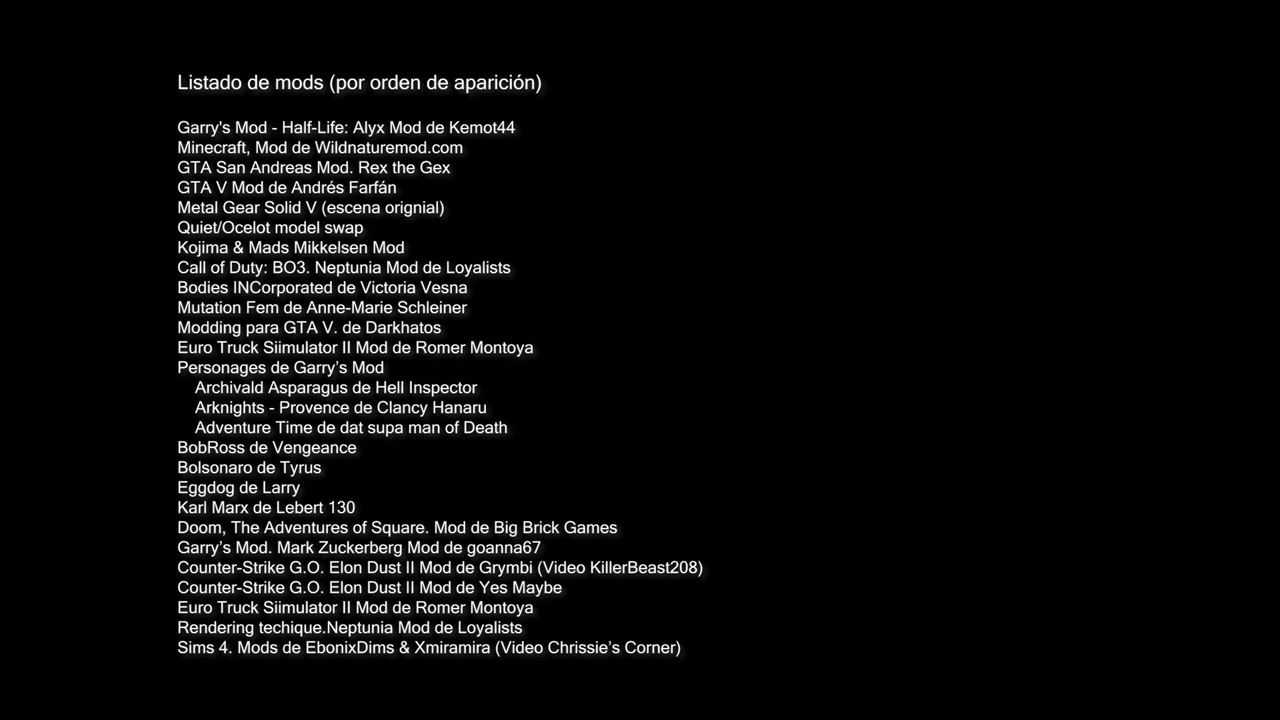 Listado de mods (por orden de aparición)
Garry's Mod - Half-Life: Alyx Mod de Kemot44
Minecraft, Mod de Wildnaturemod.com
GTA San Andreas Mod. Rex the Gex
GTA V Mod de Andrés Farfán
Metal Gear Solid V (escena orignial)
Quiet/Ocelot model swap
Kojima & Mads Mikkelsen Mod
Call of Duty: BO3. Neptunia Mod de Loyalists
Bodies INCorporated de Victoria Vesna
Mutation Fem de Anne-Marie Schleiner
Modding para GTA V. de Darkhatos
Euro Truck Siimulator II Mod de Romer Montoya
Personages de Garry’s Mod
Archivald Asparagus de Hell Inspector
Arknights - Provence de Clancy Hanaru
Adventure Time de dat supa man of Death
BobRoss de Vengeance
Bolsonaro de Tyrus
Eggdog de Larry
Karl Marx de Lebert 130
Doom, The Adventures of Square. Mod de Big Brick Games
Garry’s Mod. Mark Zuckerberg Mod de goanna67
Counter-Strike G.O. Elon Dust II Mod de Grymbi (Video KillerBeast208)
Counter-Strike G.O. Elon Dust II Mod de Yes Maybe
Euro Truck Siimulator II Mod de Romer Montoya
Rendering techique.Neptunia Mod de Loyalists
Sims 4. Mods de EbonixDims & Xmiramira (Video Chrissie’s Corner)